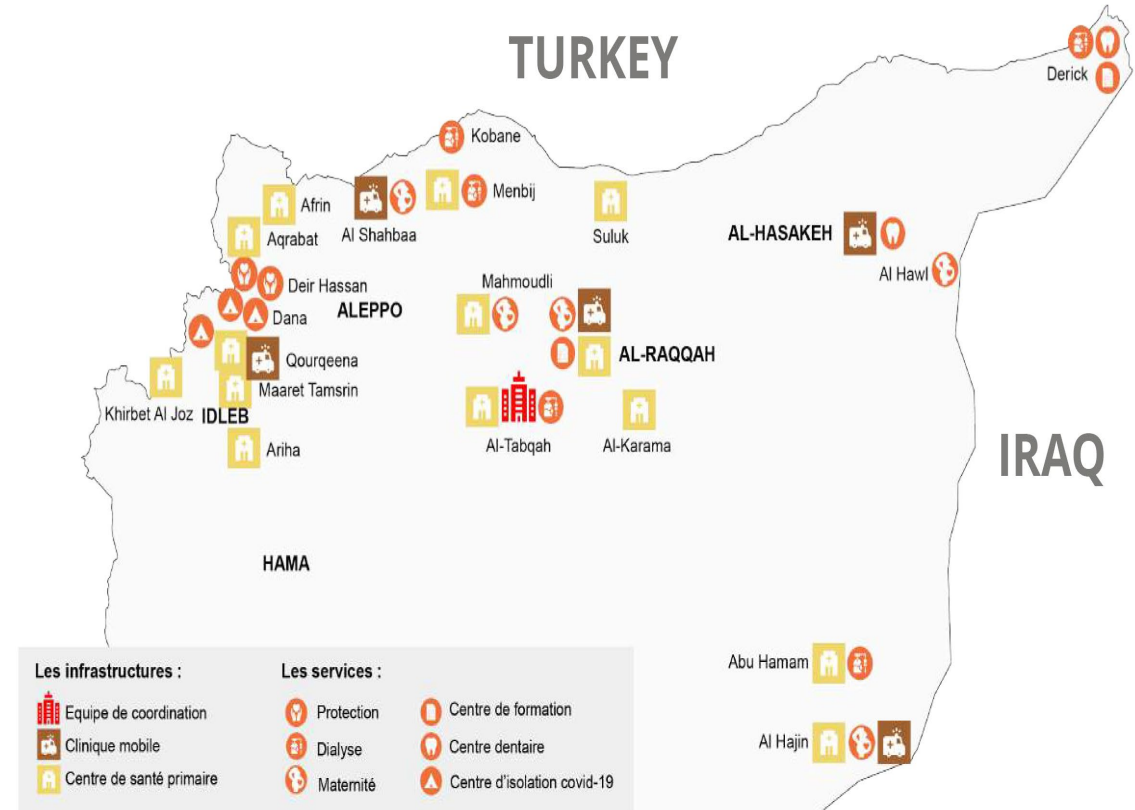 TURKEY
Derick
Kobane
Menbij
Afrin
Al Shahbaa
Aqrabat
Suluk
AL-HASAKEH
Al Hawl
Deir Hassan
Mahmoudli
ALEPPO
Dana
AL-RAQQAH
Qourqeena
Maaret Tamsrin
Khirbet Al Joz
IDLEB
Al-Tabqah
Al-Karama
Ariha
IRAQ
HAMA
Abu Hamam
Al Hajin
Les infrastructures :
Equipe de coordination
Clinique mobile
Centre de santé primaire
Les services :
Protection
Dialyse
Maternité
Centre de formation
Centre dentaire
Centre d'isolation covid-19